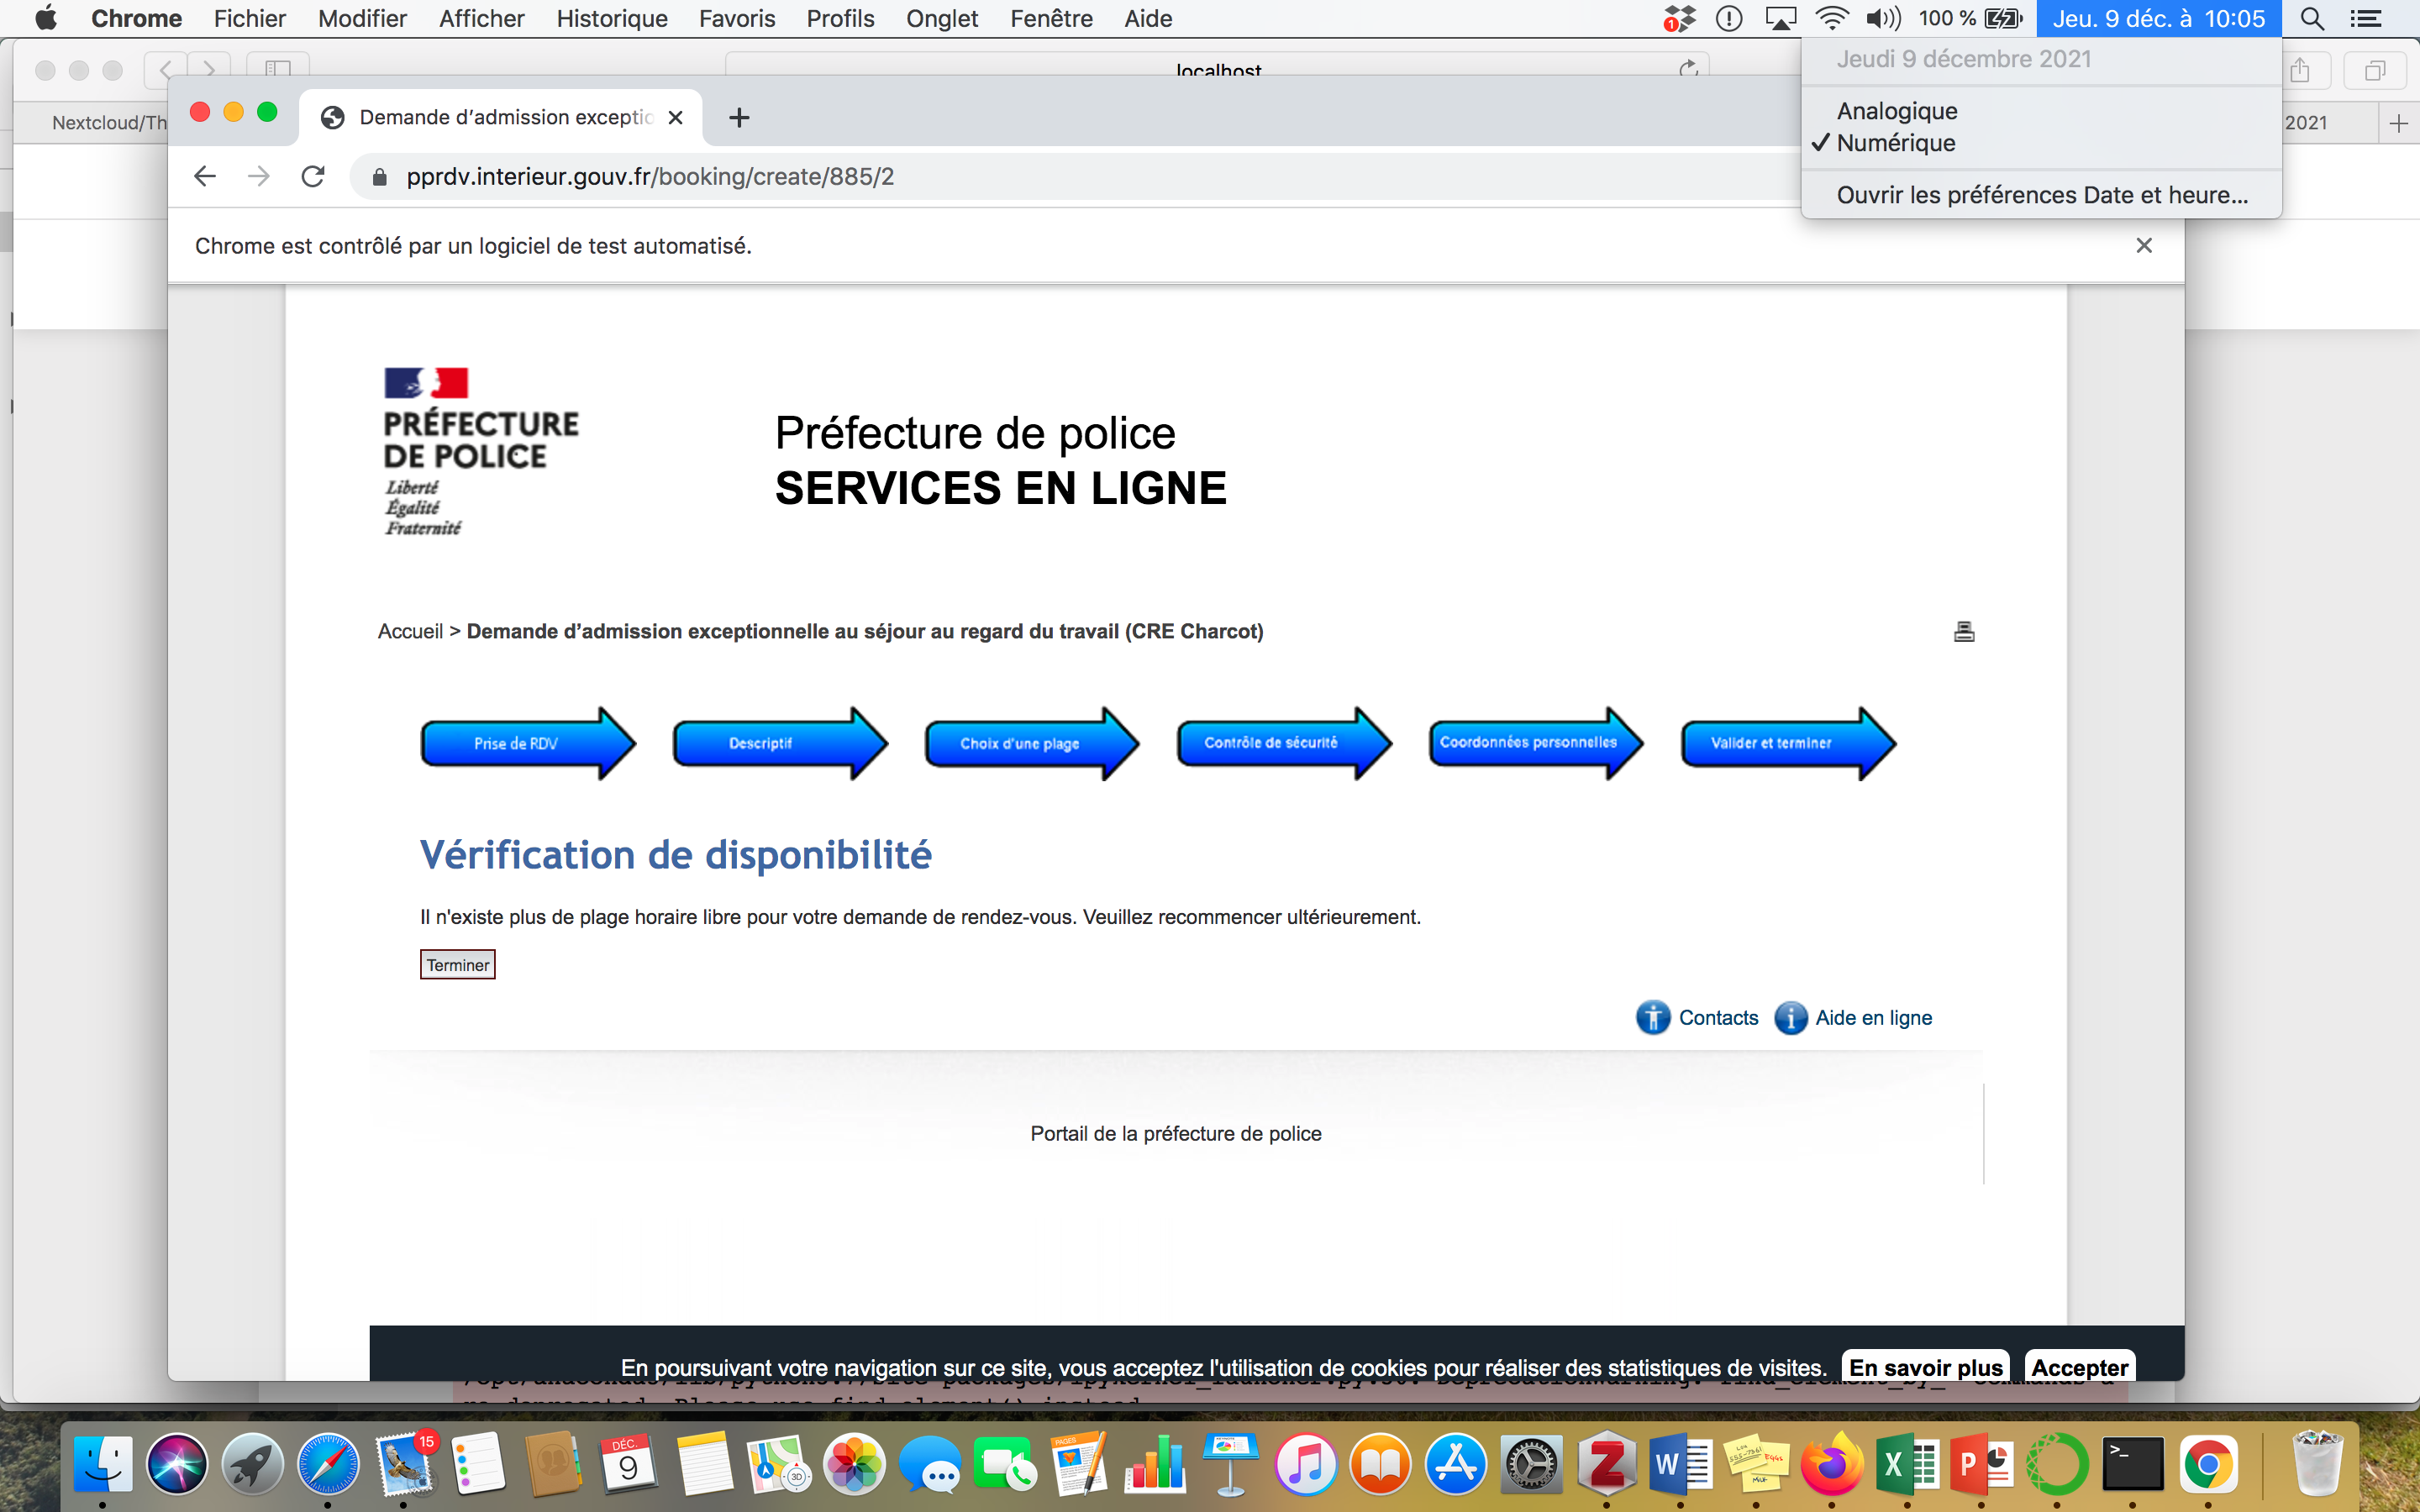 Chrome Fichier Modifier Afficher Historique Favoris Profils Onglet Fenêtre Aide
1 100 % Jeu. 9 déc. à 10:05
Jeudi 9 décembre 2021
Analogique
✓ Numérique
Ouvrir les préférences Date et heure...
localhost
Nextcloud/Th
2021
Demande d’admission exceptio
pprdv.interieur.gouv.fr/booking/create/885/2
Chrome est contrôlé par un logiciel de test automatisé.
PRÉFECTURE
DE POLICE
Liberté
Égalité
Fraternité
Préfecture de police
SERVICES EN LIGNE
Accueil > Demande d’admission exceptionnelle au séjour au regard du travail (CRE Charcot)
Prise de RDV
Descriptif
Choix d'une plage
Contrôle de sécurité
Coordonnées personnelles
Valider et terminer
Vérification de disponibilité
Il n'existe plus de plage horaire libre pour votre demande de rendez-vous. Veuillez recommencer ultérieurement.
Terminer
Contacts
Aide en ligne
Portail de la préfecture de police
En poursuivant votre navigation sur ce site, vous acceptez l'utilisation de cookies pour réaliser des statistiques de visites. En savoir plus Accepter
15
DÉC.
9
3D
PAGES